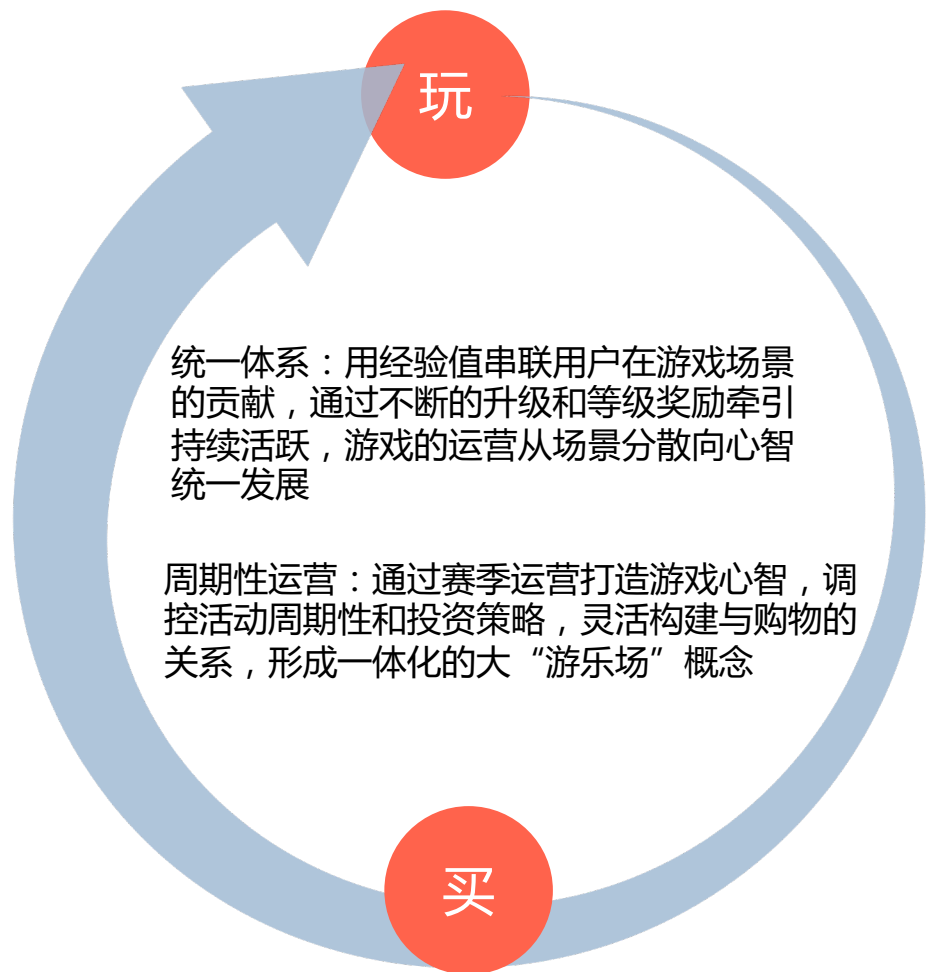 玩
统一体系：用经验值串联用户在游戏场景
的贡献，通过不断的升级和等级奖励牵引
持续活跃，游戏的运营从场景分散向心智
统一发展
周期性运营：通过赛季运营打造游戏心智，调
控活动周期性和投资策略，灵活构建与购物的
关系，形成一体化的大“游乐场”概念
买